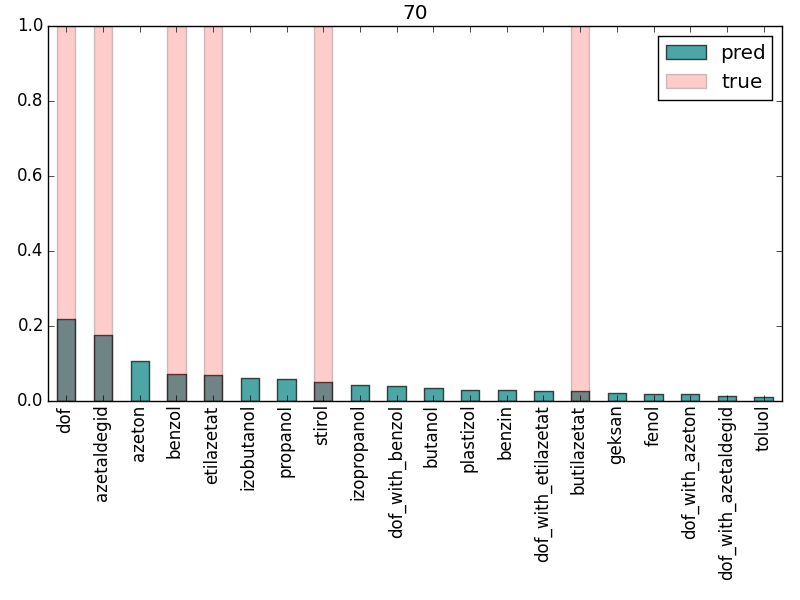 70
1.0
0.8
0.6
0.4
0.2
0.0
pred
true
dof
azetaldegid
azeton
benzol
etilazetat
izobutanol
propanol
stirol
izopropanol
dof_with_benzol
butanol
plastizol
benzin
dof_with_etilazetat
butilazetat
geksan
fenol
dof_with_azeton
dof_with_azetaldegid
toluol